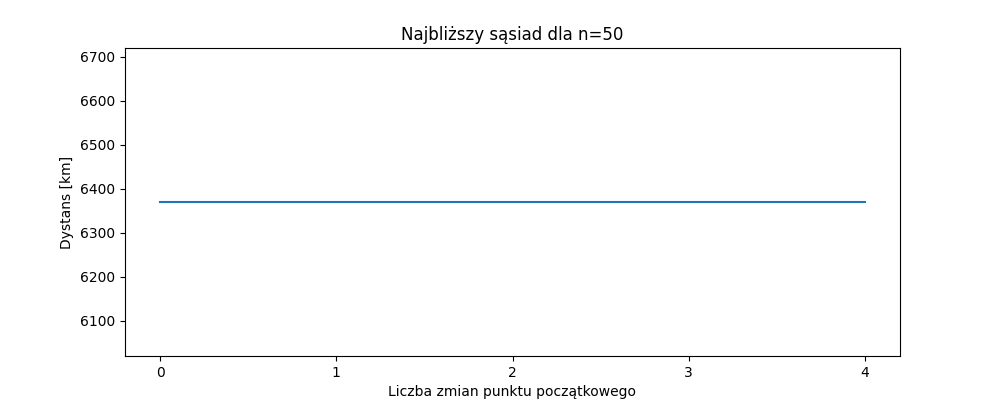 Najbliższy sąsiad dla n=50
Dystans [km]
6700
6600
6500
6400
6300
6200
6100
0 1 2 3 4
Liczba zmian punktu początkowego